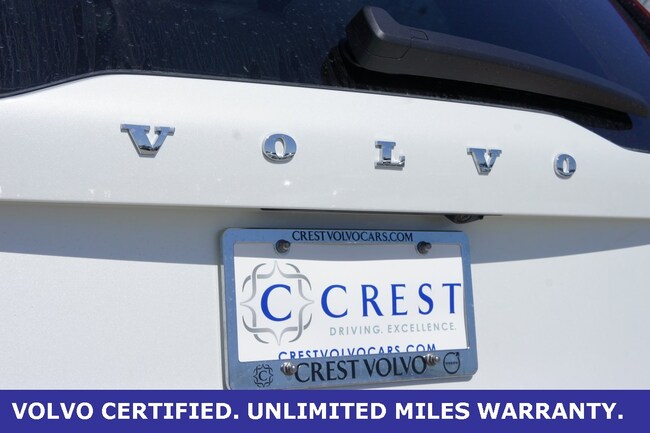 VOLVO
CRESTVOLVOCARS.COM
C CREST
DRIVING. EXCELLENCE.
CRESTVOLVOCARS.COM
CREST VOLVO
VOLVO CERTIFIED. UNLIMITED MILES WARRANTY.